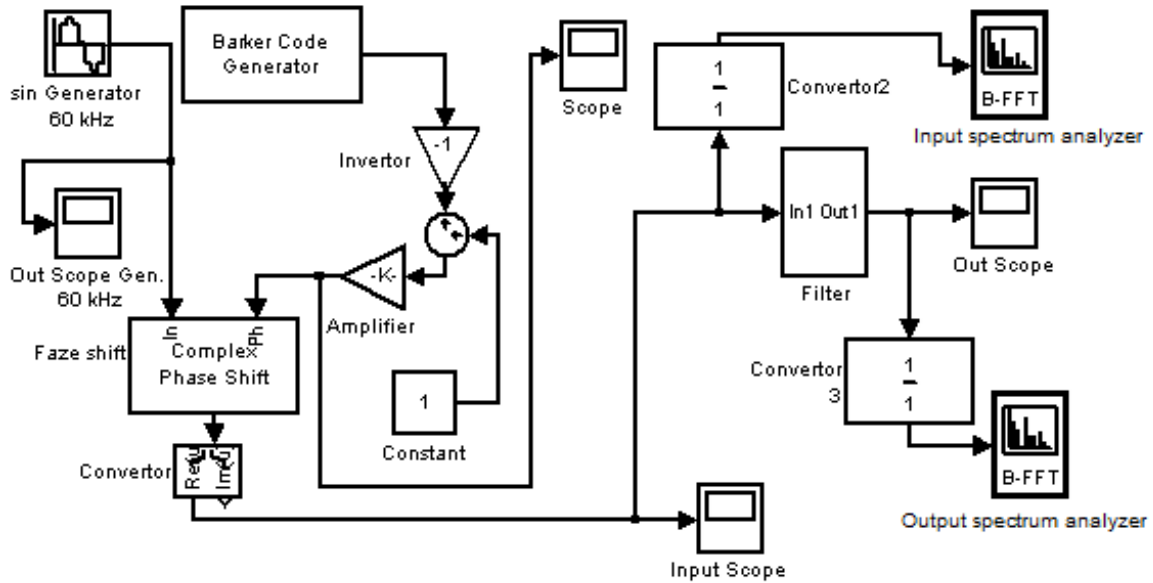 sin Generator
60 kHz
Barker Code
Generator
Scope
1
1
Convertor2
B-FFT
Input spectrum analyzer
-1
Invertor
Out Scope Gen.
60 kHz
-K-
Amplifier
In1 Out1
Filter
Out Scope
Faze shift
In
Ph
Complex
Phase Shift
1
Constant
Convertor
3
1
1
B-FFT
Output spectrum analyzer
Convertor
Re(u)
Im(u)
Input Scope